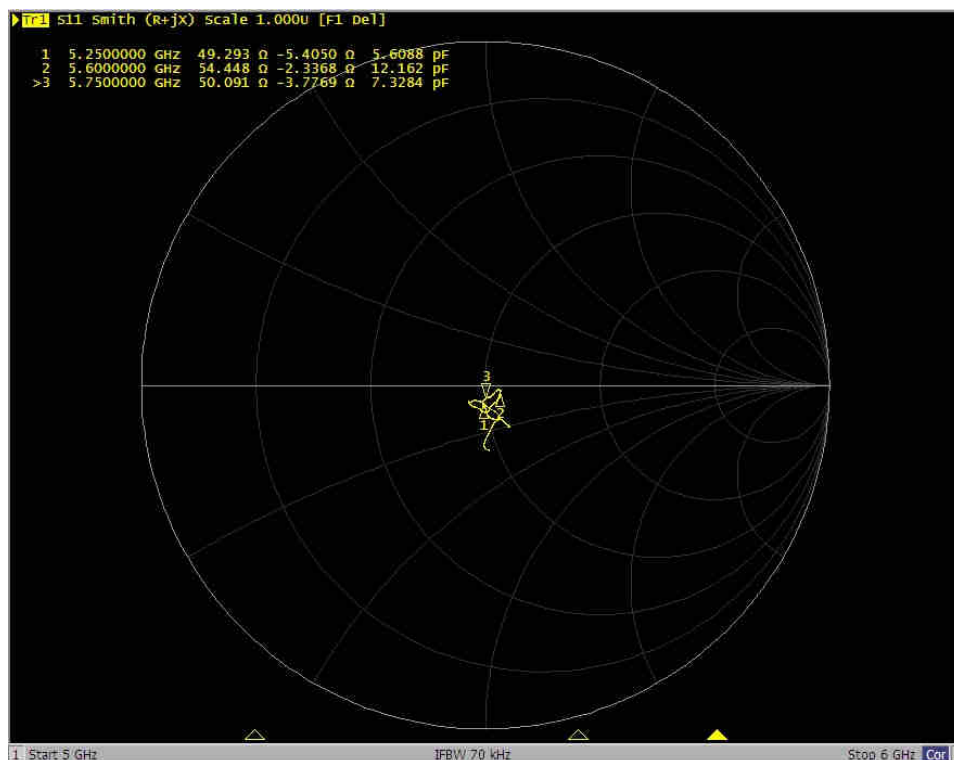 Tr1 S11 Smith (R+jX) Scale 1.000U [F1 Del]
1 5.2500000 GHz 49.293 Ω -5.4050 Ω 5.6088 pF
2 5.6000000 GHz 54.448 Ω -2.3368 Ω 12.162 pF
>3 5.7500000 GHz 50.091 Ω -3.7769 Ω 7.3284 pF
3
2
1
1 Start 5 GHz IFBW 70 kHz Stop 6 GHz Cor